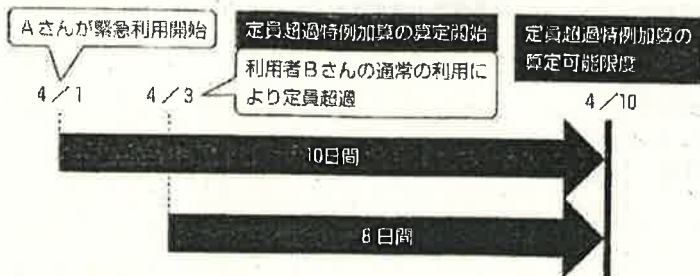 Aさんが緊急利用開始
定員超過特例加算の算定開始
定員超過特例加算の
算定可能限度
利用者Bさんの通常の利用に
より定員超過
4/1
4/3
4/10
10日間
8日間